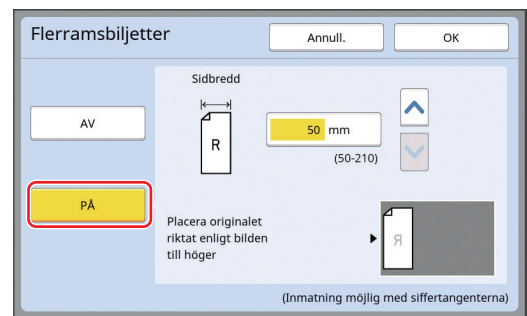 Flerramsbiljetter
Annull.
OK
AV
PÅ
Sidbredd
R
50 mm
(50-210)
Placera originalet
riktat enligt bilden
till höger
R
(Inmatning möjlig med siffertangenterna)